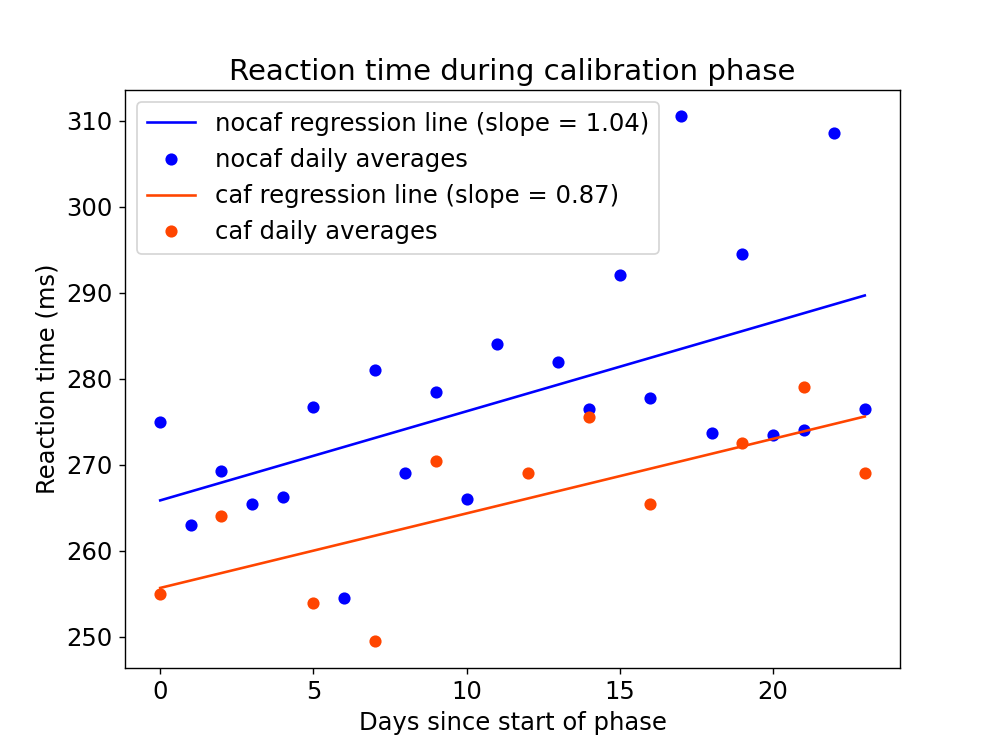 Reaction time during calibration phase
nocaf regression line (slope = 1.04)
nocaf daily averages
caf regression line (slope = 0.87)
caf daily averages
310
300
290
280
270
260
250
Reaction time (ms)
0 5 10 15 20
Days since start of phase